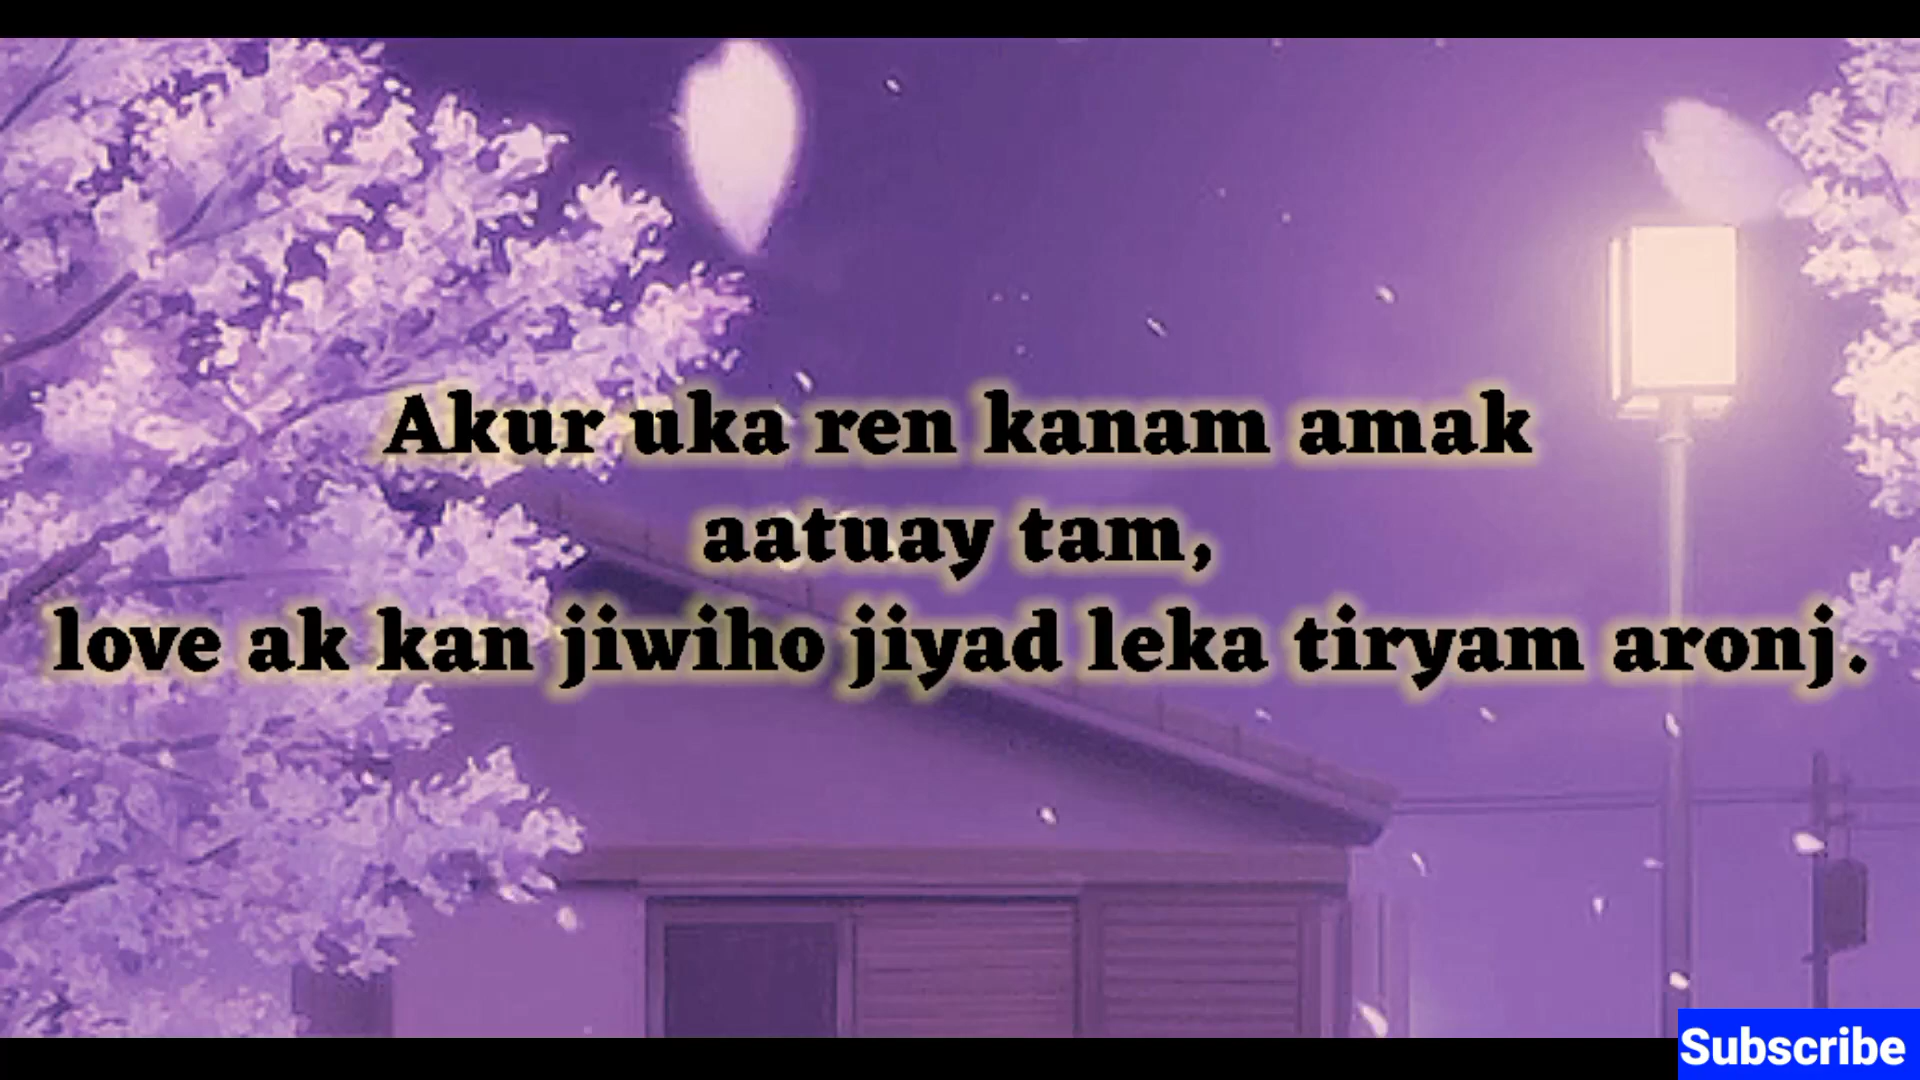 Akur uka ren kanam amak
aatuay tam,
love ak kan jiwiho jiyad leka tiryam aronj.
Subscribe